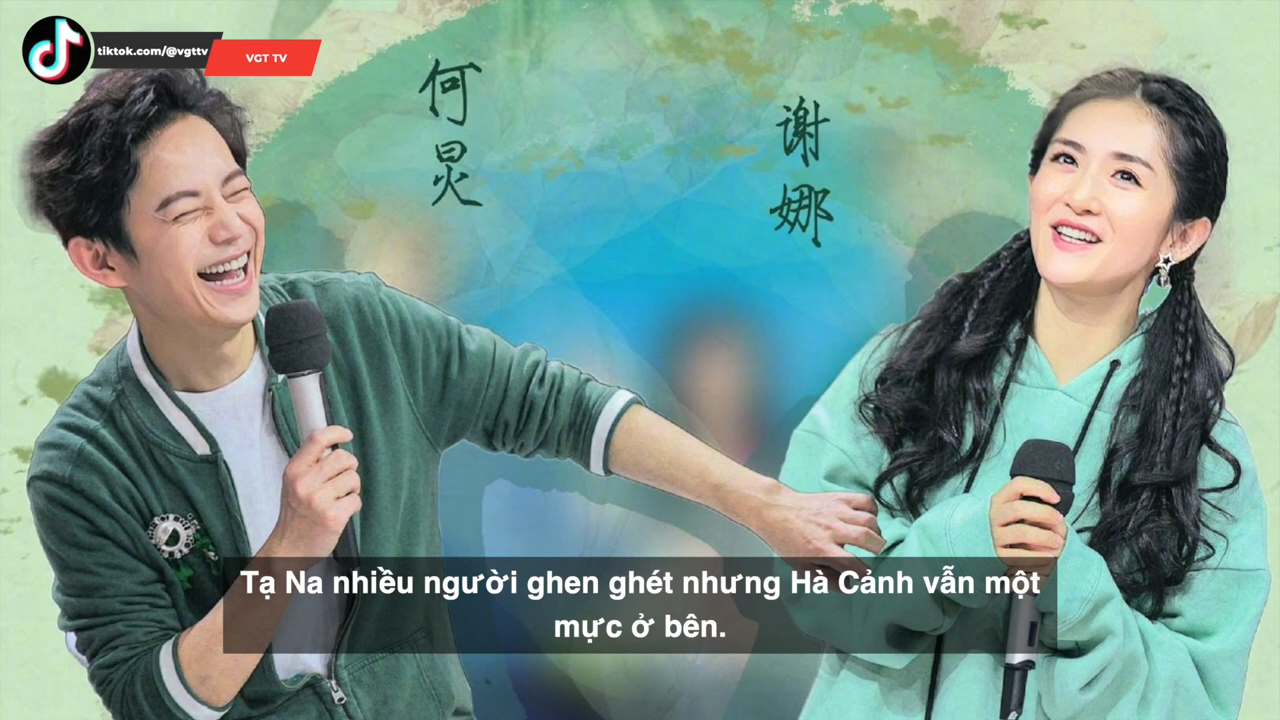 tiktok.com/@vgttv
VGT TV
何炅
谢娜
Tạ Na nhiều người ghen ghét nhưng Hà Cảnh vẫn một
mực ở bên.